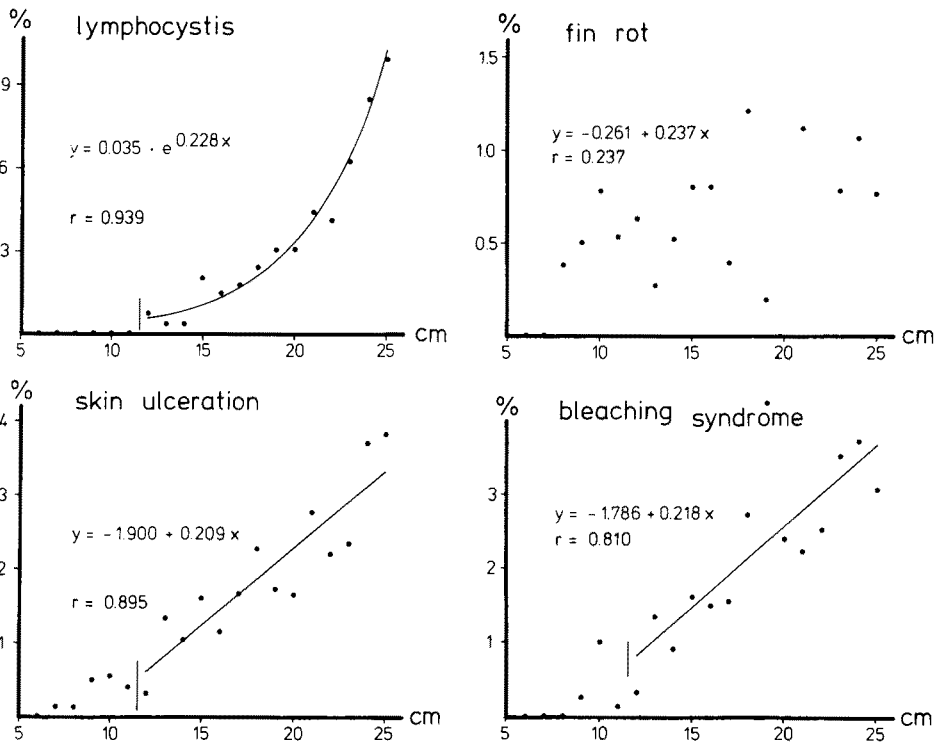 %
lymphocystis
9
6
3
y = 0.035 · e^0.228 x
r = 0.939
5 10 15 20 25 cm
%
fin rot
1.5
1.0
0.5
y = -0.261 + 0.237 x
r = 0.237
5 10 15 20 25 cm
%
skin ulceration
4
3
2
1
y = -1.900 + 0.209 x
r = 0.895
5 10 15 20 25 cm
%
bleaching syndrome
3
2
1
y = -1.786 + 0.218 x
r = 0.810
5 10 15 20 25 cm